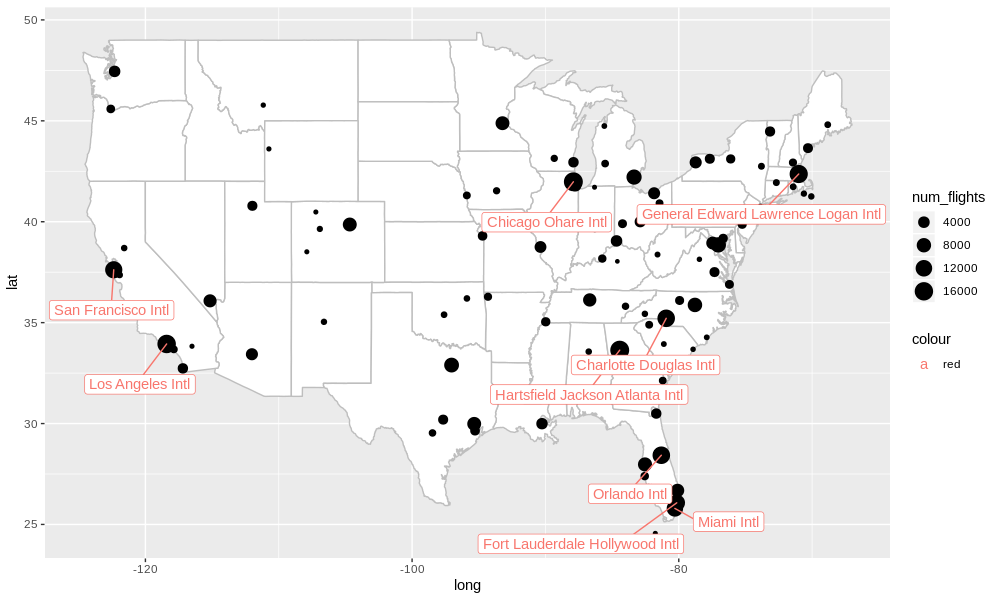 50
45
40
35
30
25
lat
-120
-100
-80
long
General Edward Lawrence Logan Intl
Chicago Ohare Intl
San Francisco Intl
Charlotte Douglas Intl
Los Angeles Intl
Hartsfield Jackson Atlanta Intl
Orlando Intl
Miami Intl
Fort Lauderdale Hollywood Intl
num_flights
4000
8000
12000
16000
colour
a red